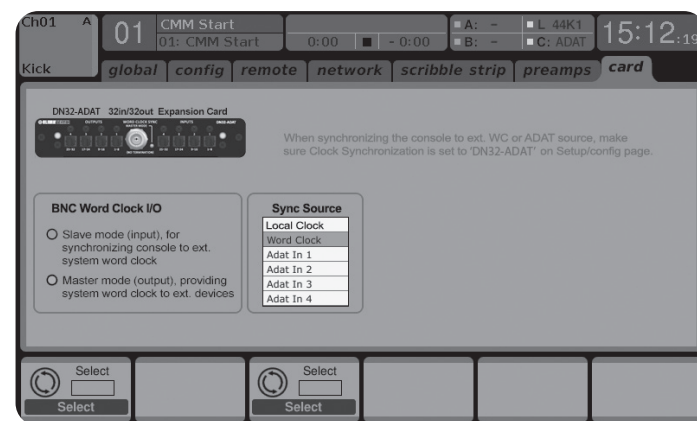 Ch01 A
Kick
01
CMM Start
01: CMM Start
0:00 - 0:00
A: -
B: -
L 44K1
C: ADAT
15:12:19
global config remote network scribble strip preamps card
DN32-ADAT 32in/32out Expansion Card
When synchronizing the console to ext. WC or ADAT source, make
sure Clock Synchronization is set to 'DN32-ADAT' on Setup/config page.
BNC Word Clock I/O
Slave mode (input), for
synchronizing console to ext.
system word clock
Master mode (output), providing
system word clock to ext. devices
Sync Source
Local Clock
Word Clock
Adat In 1
Adat In 2
Adat In 3
Adat In 4
Select
Select
Select
Select